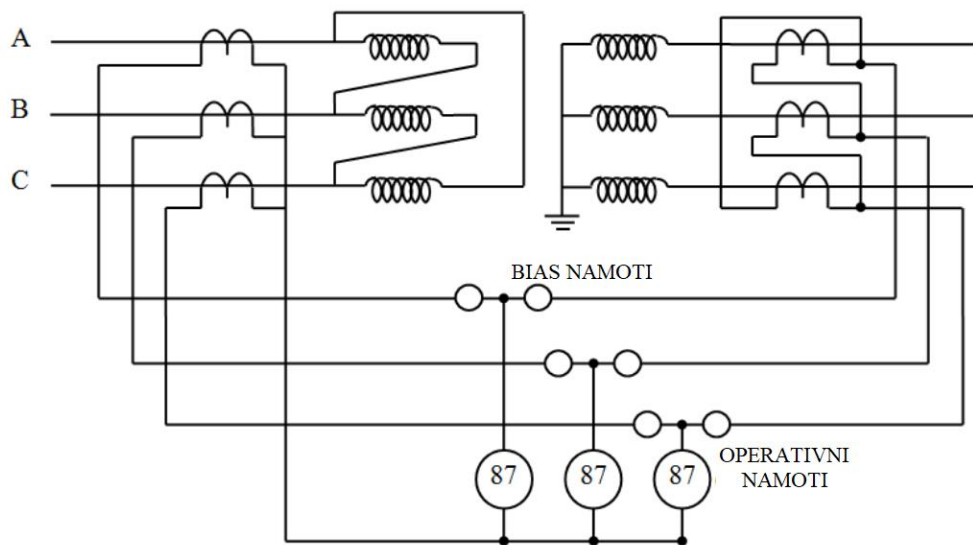 A
B
C
BIAS NAMOTI
87 87 87
OPERATIVNI
NAMOTI